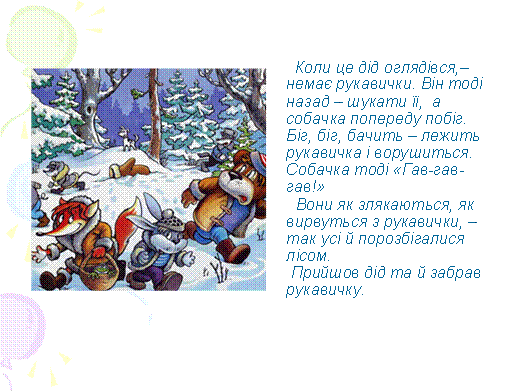 Коли це дід оглядівся,–
немає рукавички. Він тоді
назад – шукати її,  а
собачка попереду побіг.
Біг, біг, бачить – лежить
рукавичка і ворушиться.
Собачка тоді «Гав-гав-
гав!»
Вони як злякаються, як
вирвуться з рукавички, –
так усі й порозбігалися
лісом.
Прийшов дід та й забрав
рукавичку.